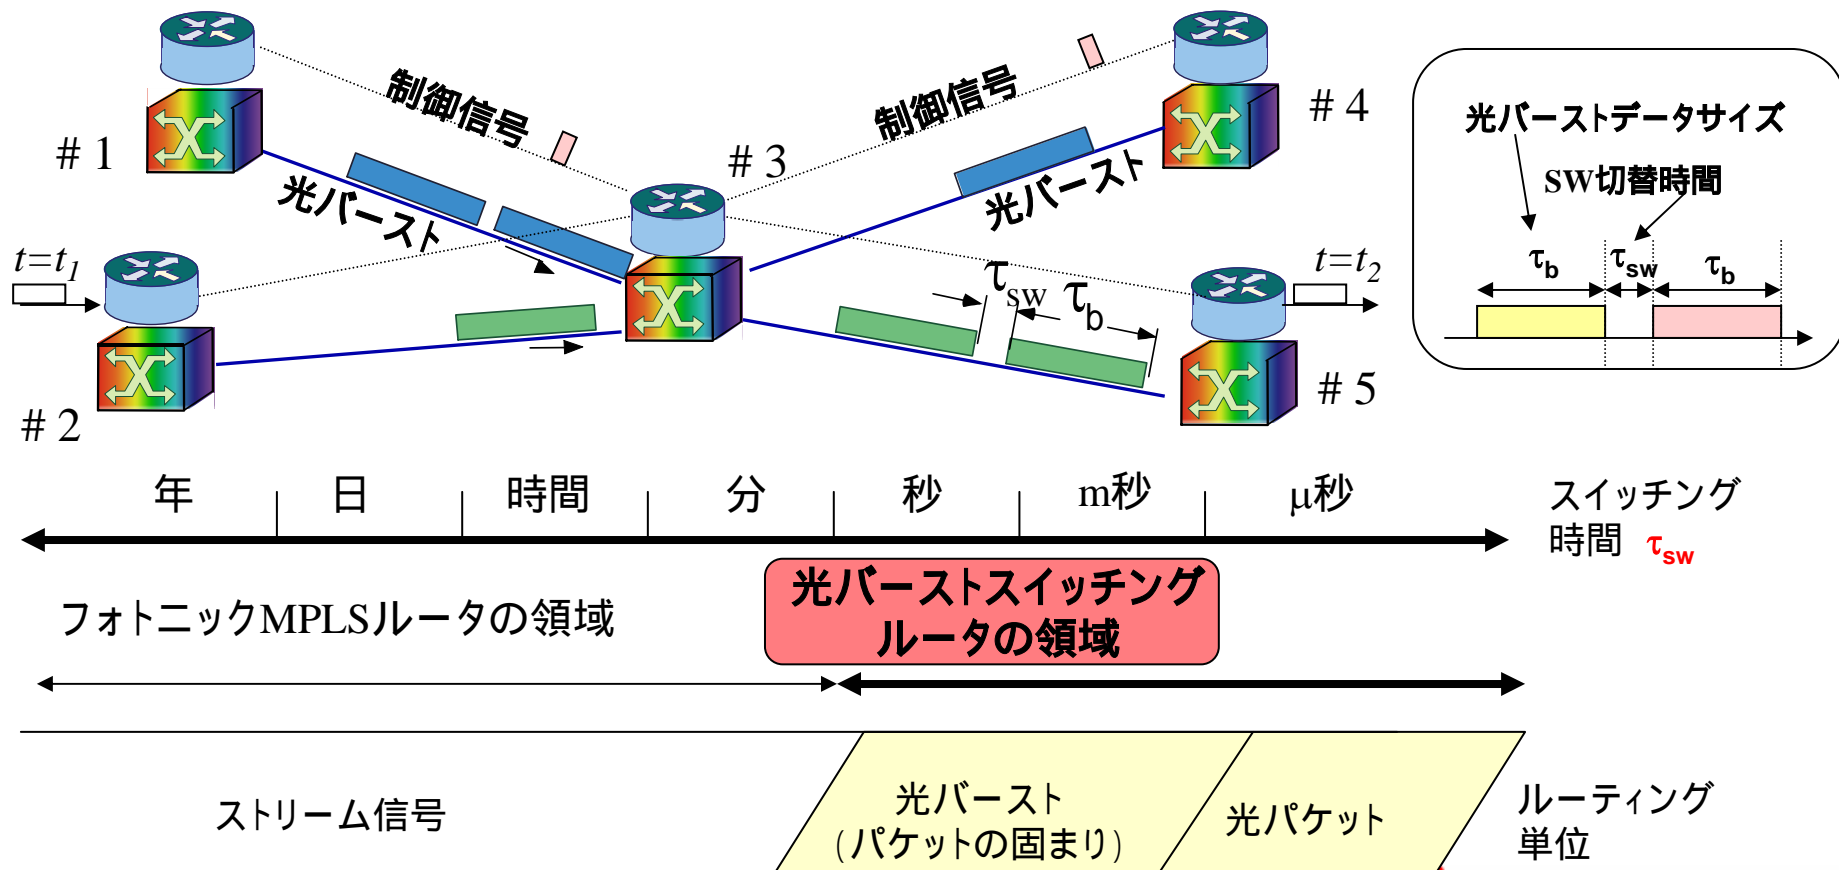 制御信号
制御信号
# 1
# 3
# 4
光バースト
光バースト
t=t1
t=t2
τsw
τb
# 2
# 5
光バーストデータサイズ
SW切替時間
τb
τsw
τb
年
日
時間
分
秒
m秒
μ秒
スイッチング
時間 τsw
フォトニックMPLSルータの領域
光バーストスイッチング
ルータの領域
ストリーム信号
光バースト
(パケットの固まり)
光パケット
ルーティング
単位